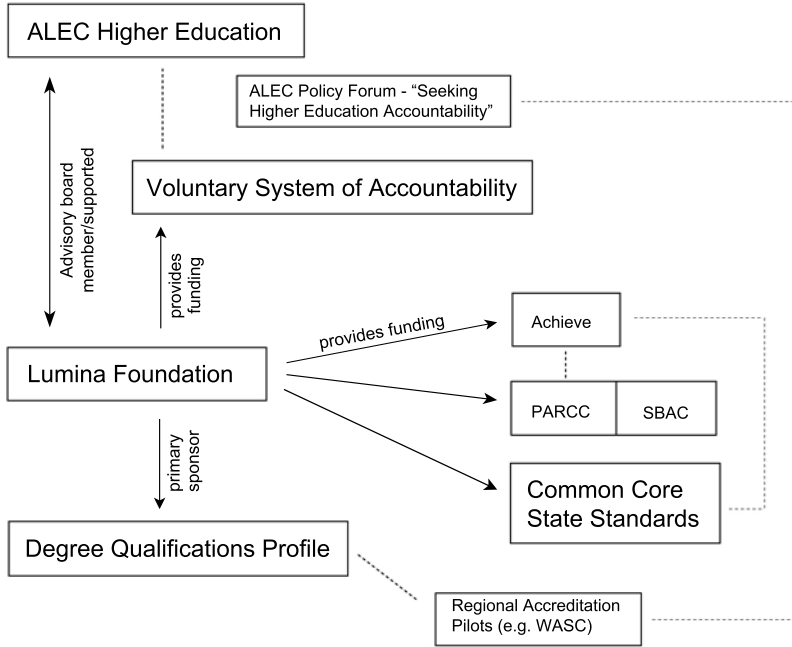 ALEC Higher Education
ALEC Policy Forum - “Seeking
Higher Education Accountability”
Advisory board
member/supported
Voluntary System of Accountability
provides
funding
provides funding
Achieve
Lumina Foundation
PARCC
SBAC
primary
sponsor
Common Core
State Standards
Degree Qualifications Profile
Regional Accreditation
Pilots (e.g. WASC)